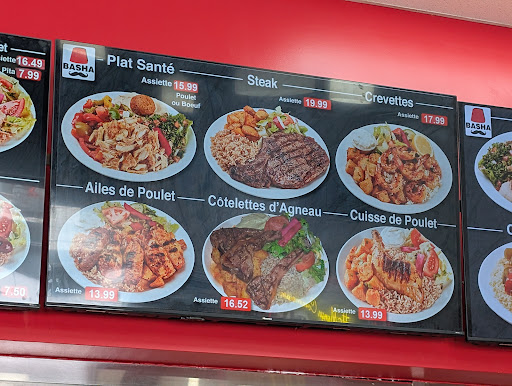 et
Assiette 16.49
Pita 7.99
7.50
BASHA
Plat Santé
Assiette 15.99
Poulet
ou Boeuf
Steak
Assiette 19.99
Crevettes
Assiette 17.99
Ailes de Poulet
Assiette 13.99
Côtelettes d'Agneau
Assiette 16.52
Cuisse de Poulet
Assiette 13.99
BASHA